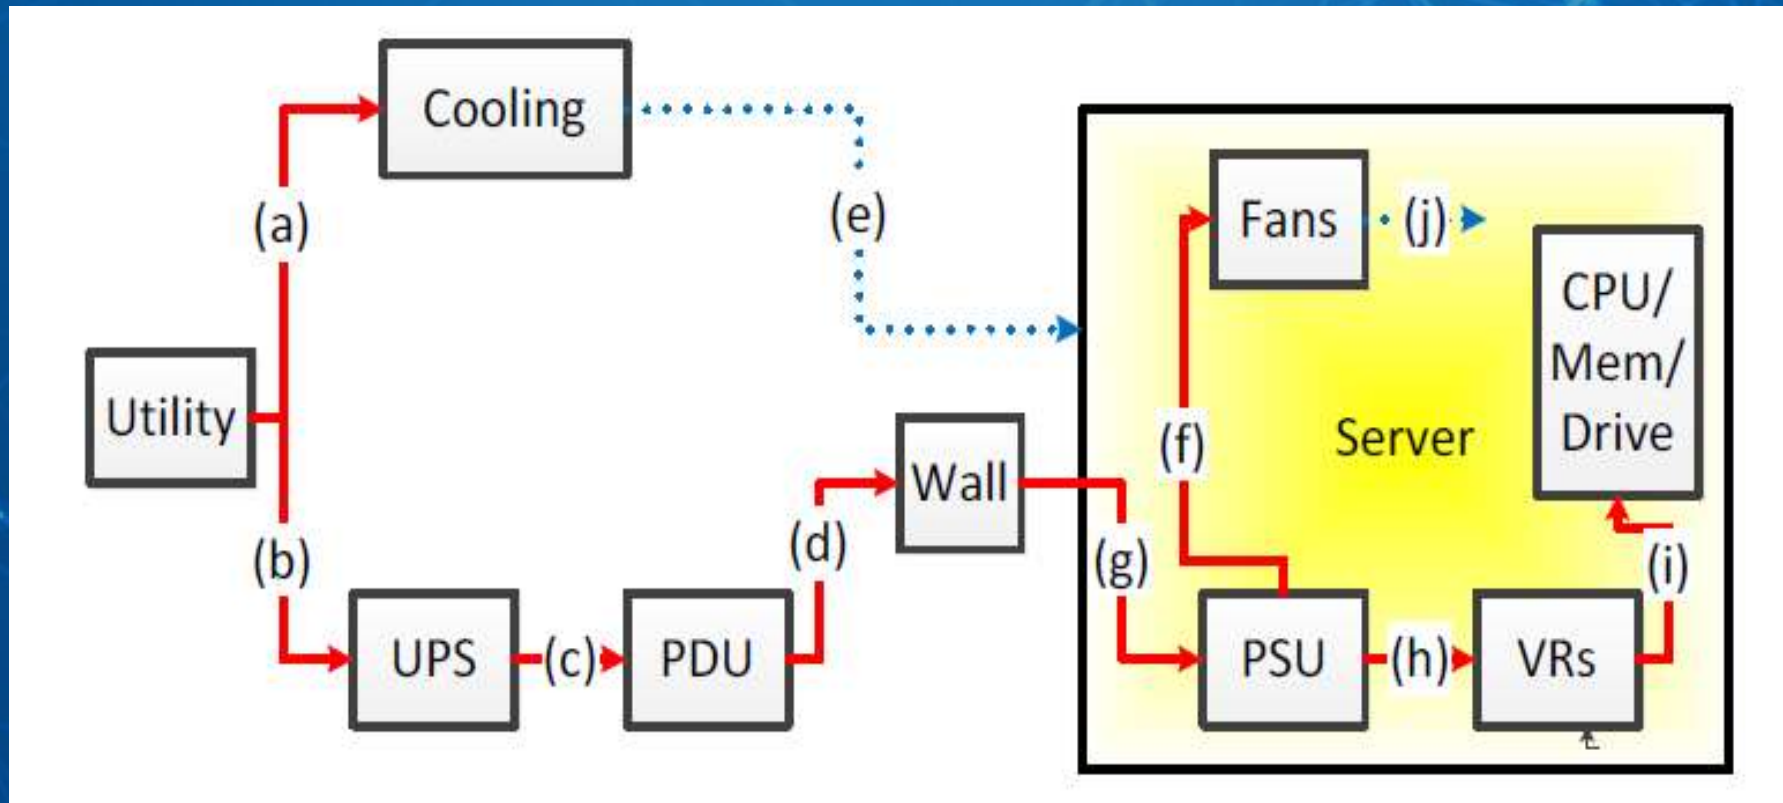 Cooling
(a)
(e)
Fans
(j)
CPU/
Mem/
Drive
Utility
(f)
Server
Wall
(b)
(d)
(g)
(i)
UPS
(c)
PDU
PSU
(h)
VRs